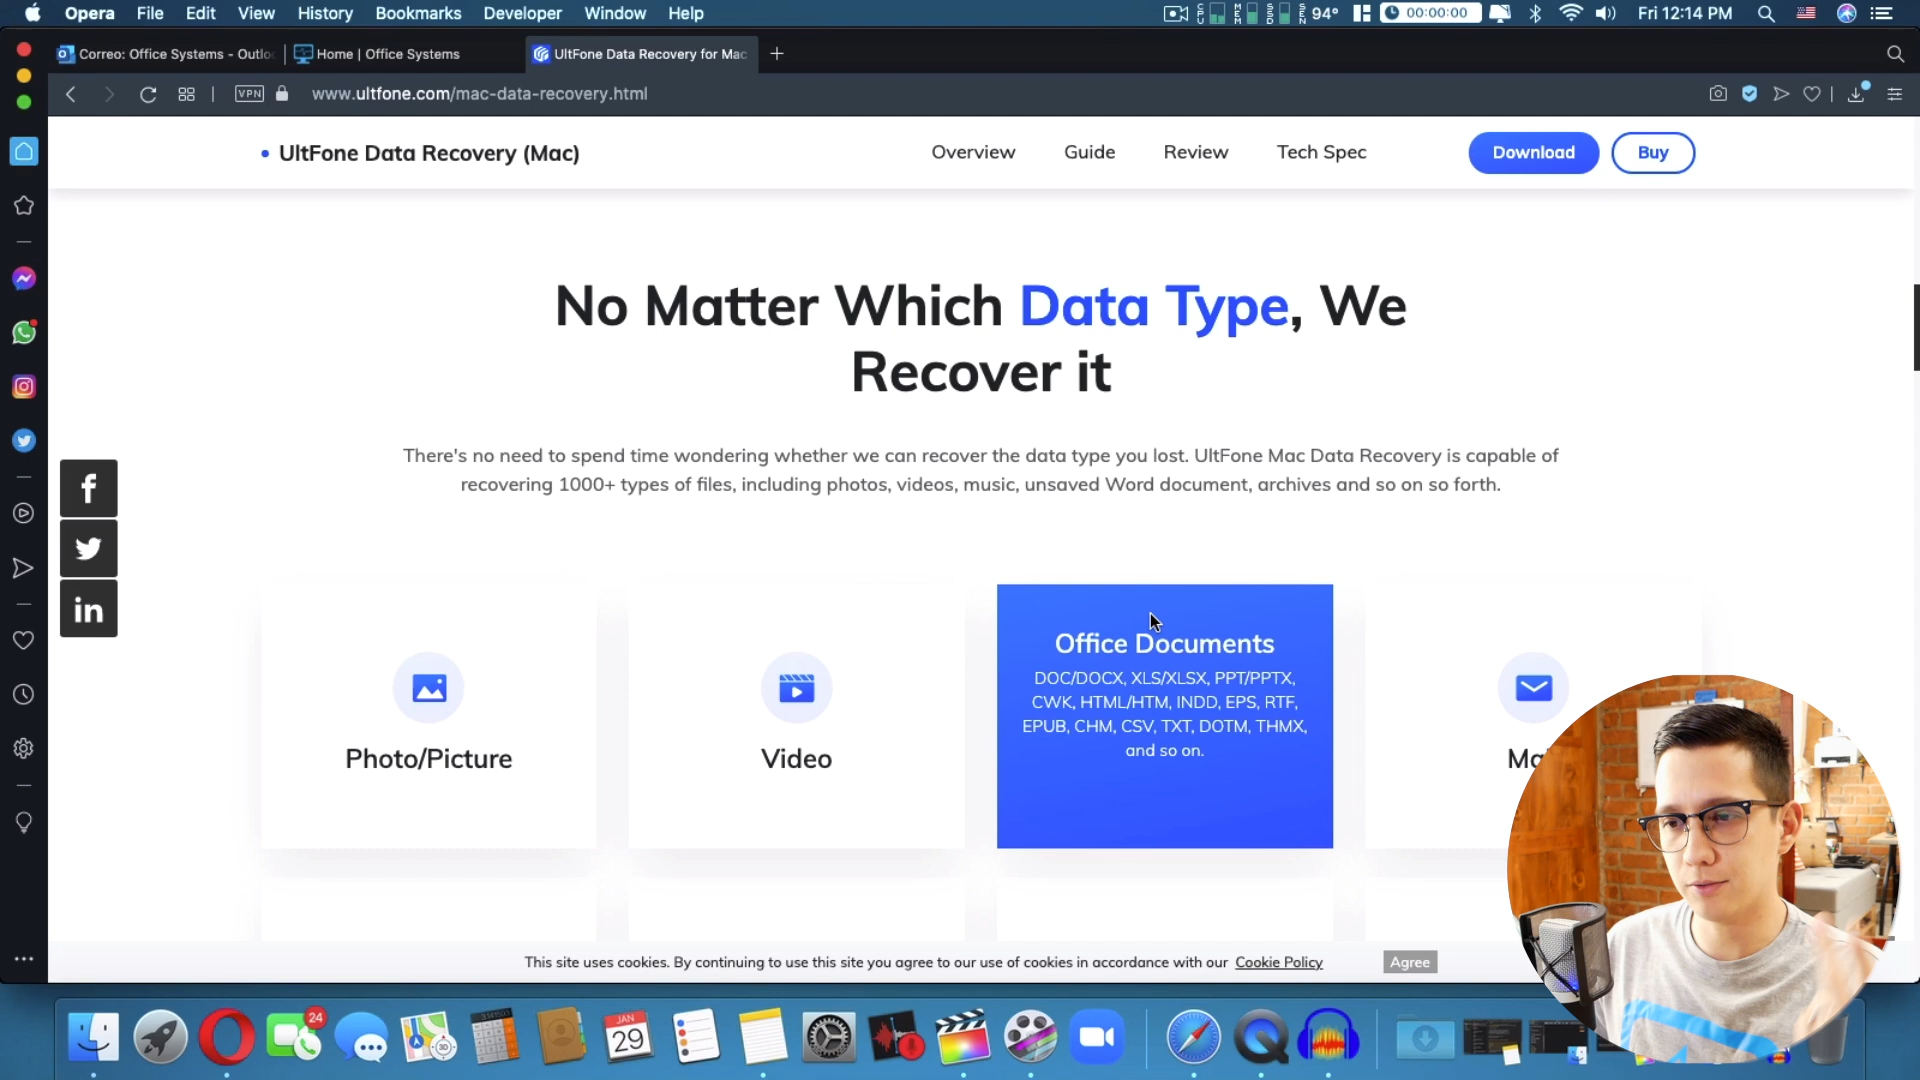 Opera File Edit View History Bookmarks Developer Window Help
94° 00:00:00 Fri 12:14 PM
Correo: Office Systems - Outlo
Home | Office Systems
UltFone Data Recovery for Mac
VPN www.ultfone.com/mac-data-recovery.html
UltFone Data Recovery (Mac)
Overview Guide Review Tech Spec Download Buy
No Matter Which Data Type, We
Recover it
There's no need to spend time wondering whether we can recover the data type you lost. UltFone Mac Data Recovery is capable of
recovering 1000+ types of files, including photos, videos, music, unsaved Word document, archives and so on so forth.
Photo/Picture
Video
Office Documents
DOC/DOCX, XLS/XLSX, PPT/PPTX,
CWK, HTML/HTM, INDD, EPS, RTF,
EPUB, CHM, CSV, TXT, DOTM, THMX,
and so on.
This site uses cookies. By continuing to use this site you agree to our use of cookies in accordance with our Cookie Policy
Agree
24
JAN
29